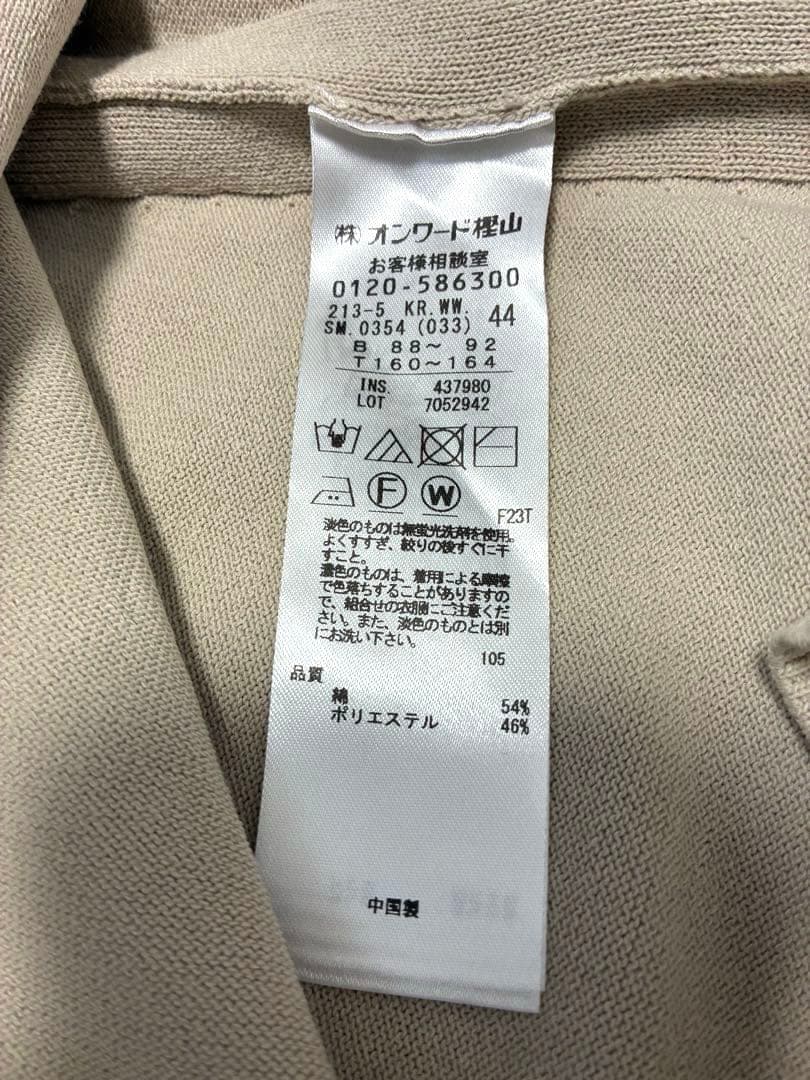 (株)オンワード樫山
お客様相談室
0120-586300
213-5 KR.WW. 44
SM.0354 (033)
B 88～ 92
T 160～164
INS. 437980
LOT 7052942
F
W
F23T
淡色のものは無蛍光洗剤を使用。
よくすすぎ、絞りの後すぐに干
すこと。
濃色のものは、着用による摩擦
で色落ちすることがありますの
で、組合せの衣服にご注意くだ
さい。また、淡色のものとは別
にお洗い下さい。
105
品質
綿 54%
ポリエステル 46%
中国製